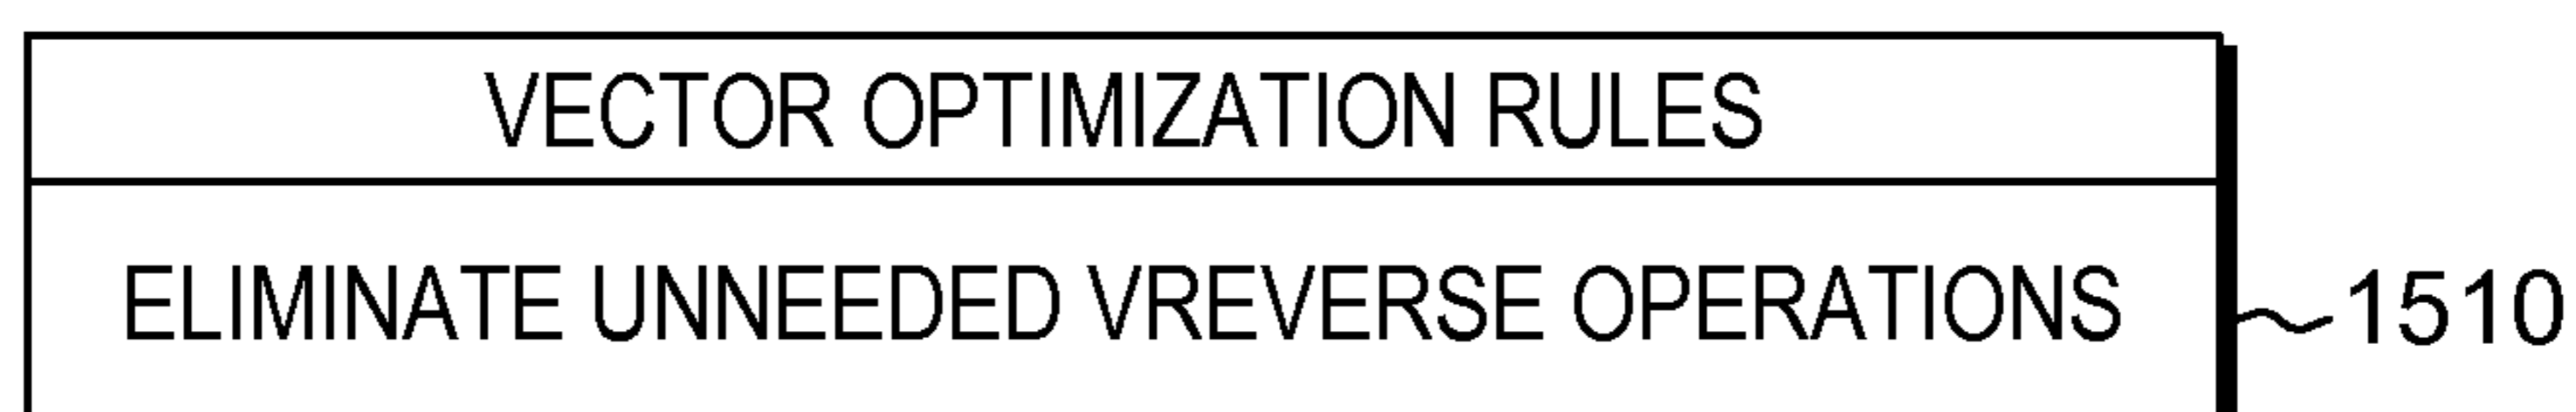 VECTOR OPTIMIZATION RULES
ELIMINATE UNNEEDED VREVERSE OPERATIONS
1510